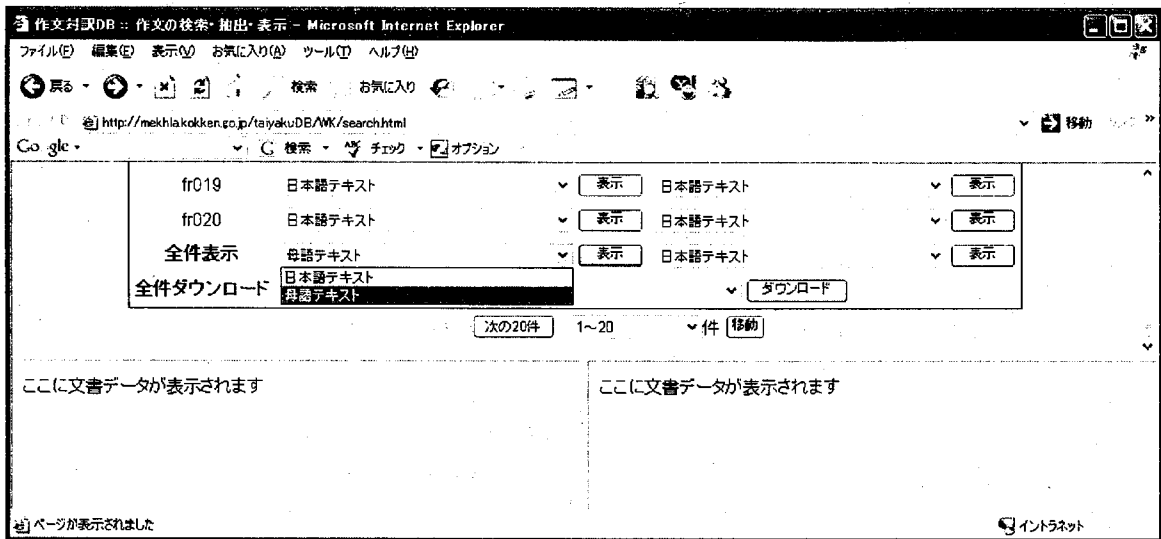 作文対訳DB :: 作文の検索・抽出・表示 - Microsoft Internet Explorer
ファイル(F) 編集(E) 表示(V) お気に入り(A) ツール(T) ヘルプ(H)
戻る 検索 お気に入り
http://mekhla.kokken.go.jp/taiyakuDB/WK/search.html 移動 »
Go gle 検索 チェック オプション
fr019 日本語テキスト 表示 日本語テキスト 表示
fr020 日本語テキスト 表示 日本語テキスト 表示
全件表示 母語テキスト 表示 日本語テキスト 表示
日本語テキスト
全件ダウンロード 母語テキスト ダウンロード
次の20件 1～20 件 移動
ここに文書データが表示されます ここに文書データが表示されます
ページが表示されました イントラネット